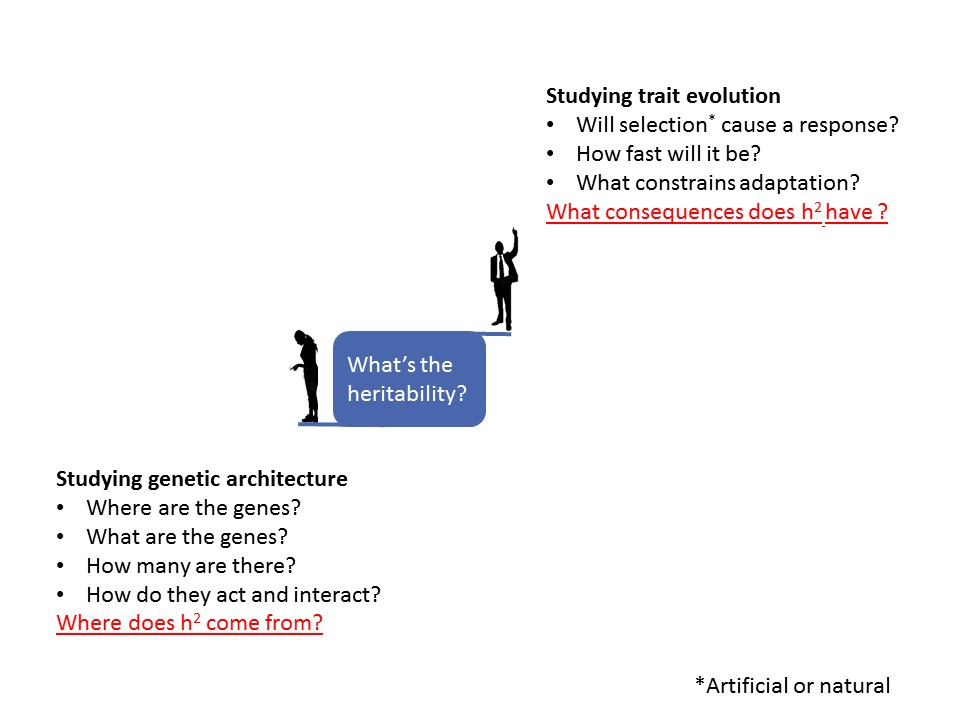 Studying trait evolution
• Will selection* cause a response?
• How fast will it be?
• What constrains adaptation?
What consequences does h² have ?
What's the
heritability?
Studying genetic architecture
• Where are the genes?
• What are the genes?
• How many are there?
• How do they act and interact?
Where does h² come from?
*Artificial or natural